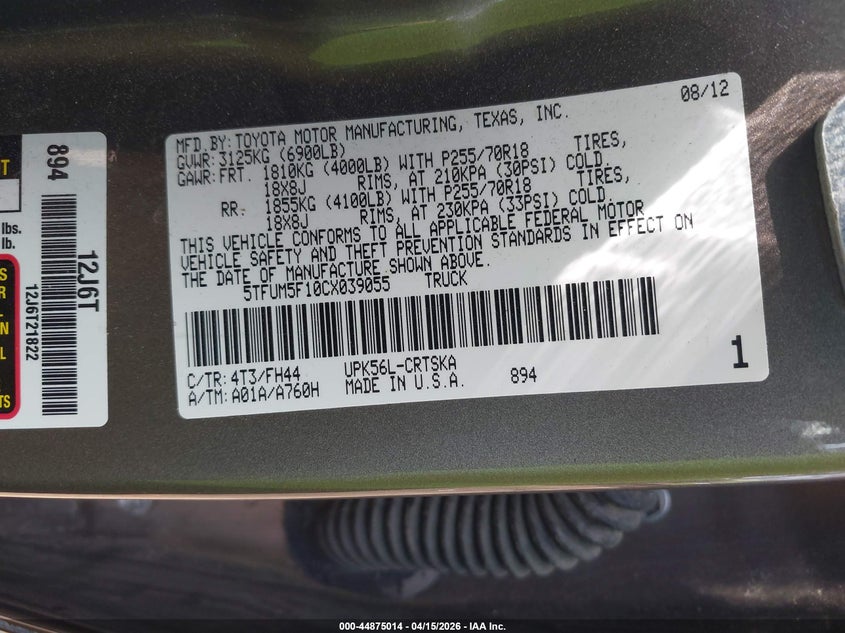 08/12
MFD.BY:TOYOTA MOTOR MANUFACTURING, TEXAS, INC.
GVWR: 3125KG (6900LB)
GAWR: FRT. 1810KG (4000LB) WITH P255/70R18 TIRES,
18X8J RIMS, AT 210KPA (30PSI) COLD.
RR. 1855KG (4100LB) WITH P255/70R18 TIRES,
18X8J RIMS, AT 230KPA (33PSI) COLD.
THIS VEHICLE CONFORMS TO ALL APPLICABLE FEDERAL MOTOR
VEHICLE SAFETY AND THEFT PREVENTION STANDARDS IN EFFECT ON
THE DATE OF MANUFACTURE SHOWN ABOVE.
5TFUM5F10CX039055 TRUCK
C/TR: 4T3/FH44 UPK56L-CRTSKA
A/TM: A01A/A760H MADE IN U.S.A. 894
1
894
12J6T
12J6T21822
lbs.
lb.
000-44875014 - 04/15/2026 - IAA Inc.